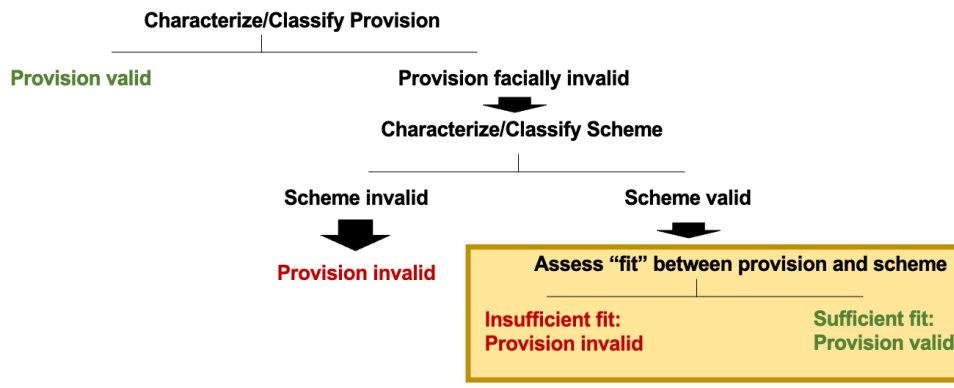 Characterize/Classify Provision
Provision valid
Provision facially invalid
Characterize/Classify Scheme
Scheme invalid
Scheme valid
Provision invalid
Assess “fit” between provision and scheme
Insufficient fit:
Provision invalid
Sufficient fit:
Provision valid